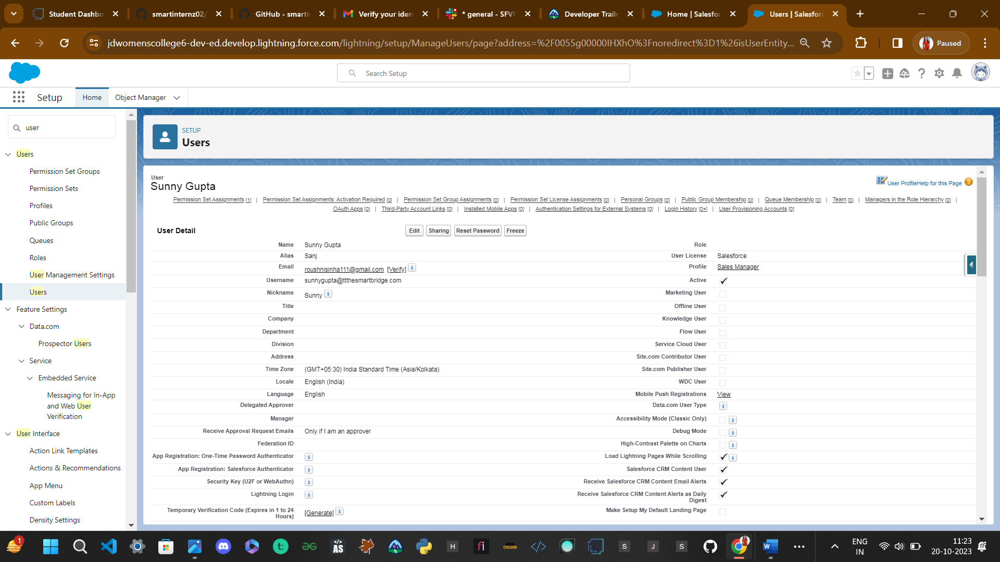 Student Dashbo
smartinternz02/
GitHub - smartin
Verify your iden
* general - SFVI
Developer Trailn
Home | Salesfor
Users | Salesforc
jdwomenscollege6-dev-ed.develop.lightning.force.com/lightning/setup/ManageUsers/page?address=%2F0055g00000IHXhO%3Fnoredirect%3D1%26isUserEntity...
Paused
Search Setup
Setup
Home
Object Manager
user
Users
Permission Set Groups
Permission Sets
Profiles
Public Groups
Queues
Roles
User Management Settings
Users
Feature Settings
Data.com
Prospector Users
Service
Embedded Service
Messaging for In-App
and Web User
Verification
User Interface
Action Link Templates
Actions & Recommendations
App Menu
Custom Labels
Density Settings
SETUP
Users
User
Sunny Gupta
User Profile Help for this Page
Permission Set Assignments [1] | Permission Set Assignments: Activation Required [0] | Permission Set Group Assignments [0] | Permission Set License Assignments [0] | Personal Groups [0] | Public Group Membership [0] | Queue Membership [0] | Team [0] | Managers in the Role Hierarchy [0] |
OAuth Apps [0] | Third-Party Account Links [0] | Installed Mobile Apps [0] | Authentication Settings for External Systems [0] | Login History [0+] | User Provisioning Accounts [0]
User Detail
Edit Sharing Reset Password Freeze
Name Sunny Gupta Role
Alias Sanj User License Salesforce
Email roushnisinha111@gmail.com [Verify] i Profile Sales Manager
Username sunnygupta@ttthesmartbridge.com Active
Nickname Sunny i Marketing User
Title Offline User
Company Knowledge User
Department Flow User
Division Service Cloud User
Address Site.com Contributor User
Time Zone (GMT+05:30) India Standard Time (Asia/Kolkata) Site.com Publisher User
Locale English (India) WDC User
Language English Mobile Push Registrations View
Delegated Approver Data.com User Type i
Manager Accessibility Mode (Classic Only) i
Receive Approval Request Emails Only if I am an approver Debug Mode i
Federation ID High-Contrast Palette on Charts i
App Registration: One-Time Password Authenticator i Load Lightning Pages While Scrolling i
App Registration: Salesforce Authenticator i Salesforce CRM Content User
Security Key (U2F or WebAuthn) i Receive Salesforce CRM Content Email Alerts
Lightning Login i Receive Salesforce CRM Content Alerts as Daily
Digest
Temporary Verification Code (Expires in 1 to 24
Hours) [Generate] i Make Setup My Default Landing Page
1
t:
AS
H
fi
APNA
COLLEGE
S
J
S
W
ENG
IN
11:23
20-10-2023